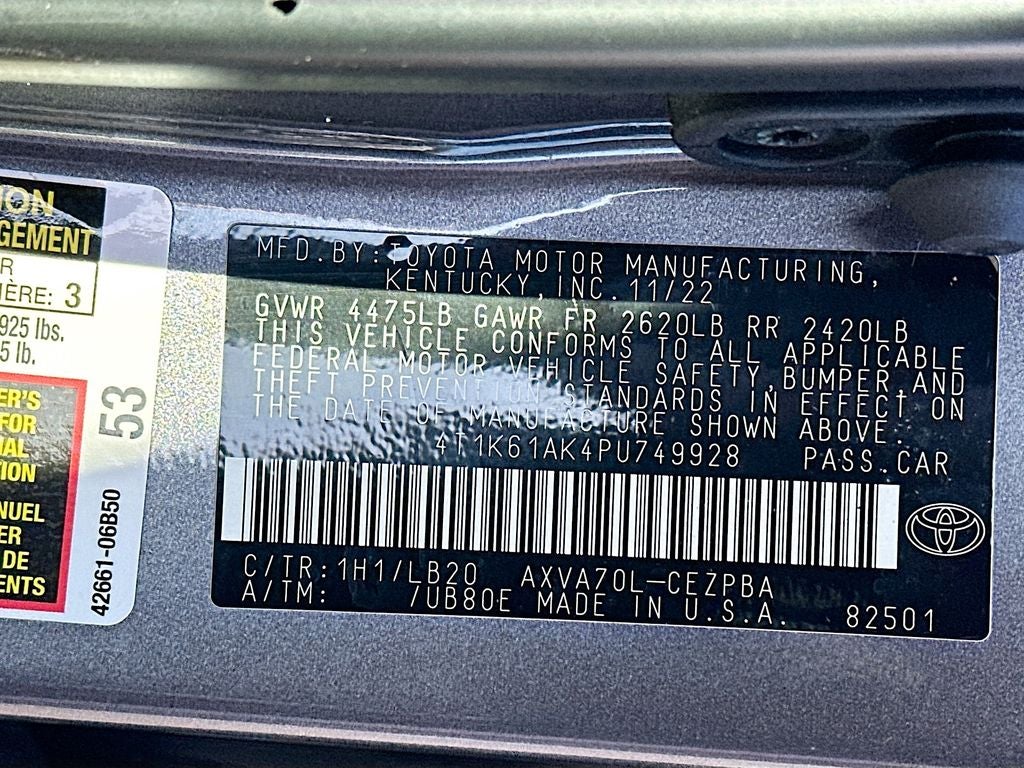 ION
GEMENT
R
IÈRE: 3
925 lbs.
5 lb.
ER'S
FOR
AL
TION
NUEL
ER
DE
ENTS
53
42661-06B50
MFD.BY:TOYOTA MOTOR MANUFACTURING,
KENTUCKY,INC.11/22
GVWR 4475LB GAWR FR 2620LB RR 2420LB
THIS VEHICLE CONFORMS TO ALL APPLICABLE
FEDERAL MOTOR VEHICLE SAFETY,BUMPER,AND
THEFT PREVENTION STANDARDS IN EFFECT ON
THE DATE OF MANUFACTURE SHOWN ABOVE.
4T1K61AK4PU749928 PASS.CAR
C/TR:1H1/LB20 AXVA70L-CEZPBA
A/TM: /UB80E MADE IN U.S.A. 82501